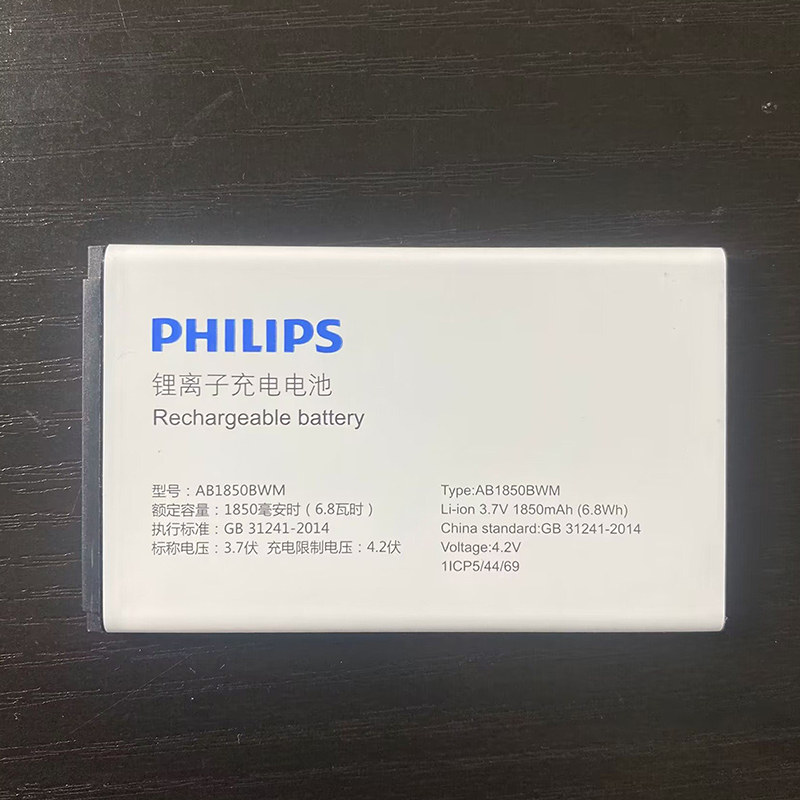 PHILIPS
锂离子充电电池
Rechargeable battery
型号：AB1850BWM
额定容量：1850毫安时（6.8瓦时）
执行标准：GB 31241-2014
标称电压：3.7伏 充电限制电压：4.2伏
Type:AB1850BWM
Li-ion 3.7V 1850mAh (6.8Wh)
China standard:GB 31241-2014
Voltage:4.2V
1ICP5/44/69